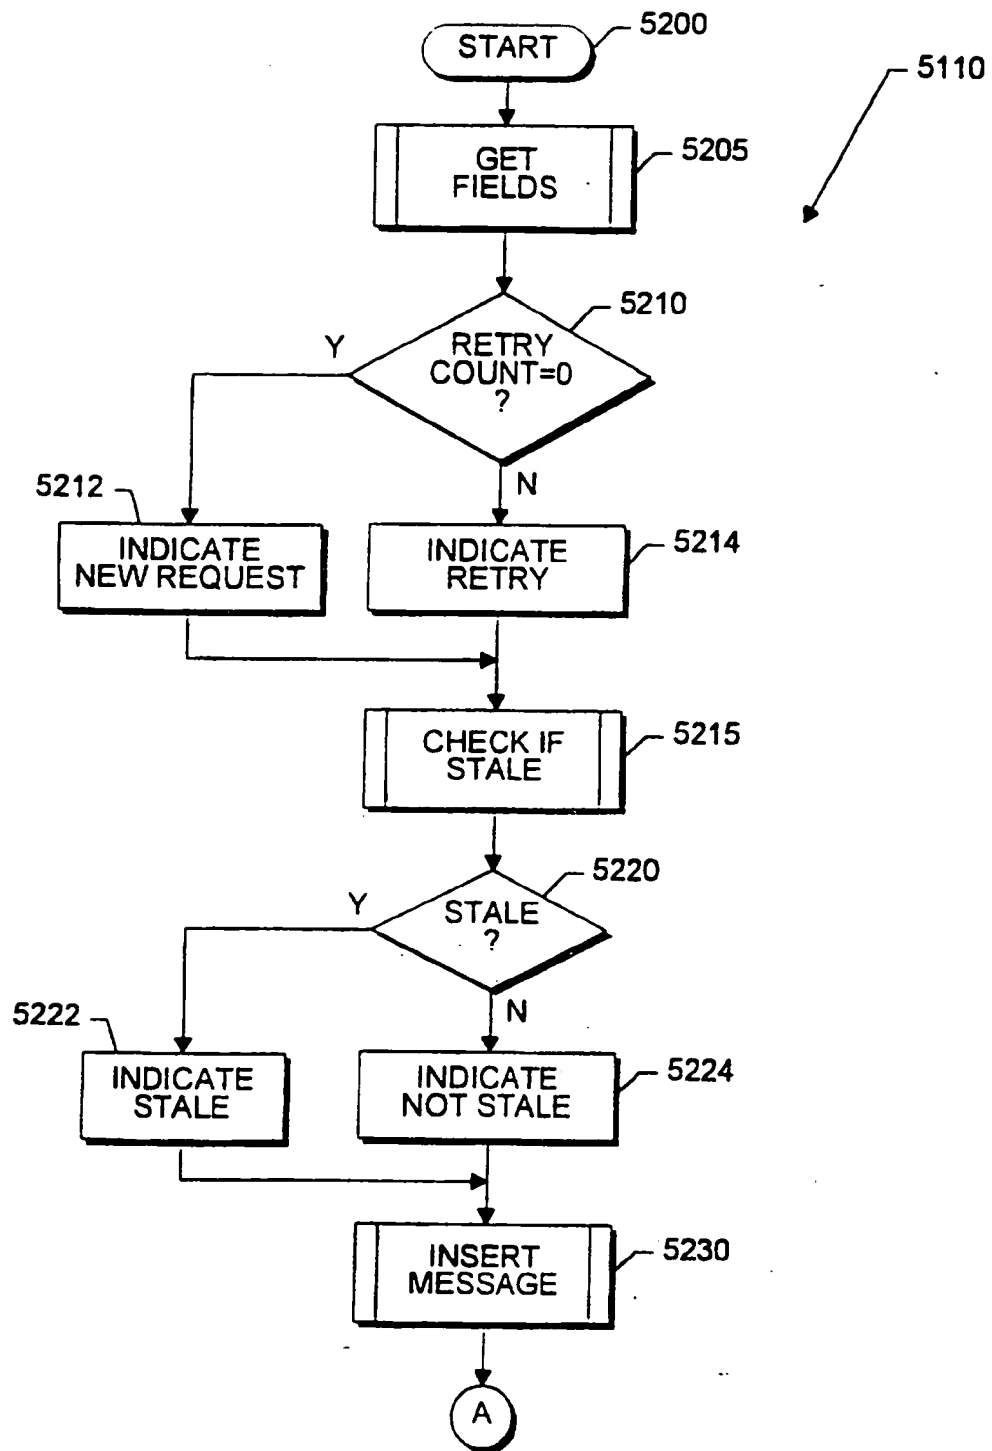 START
5200
5110
GET
FIELDS
5205
5210
RETRY
COUNT=0
?
Y
N
5212
INDICATE
NEW REQUEST
INDICATE
RETRY
5214
CHECK IF
STALE
5215
5220
STALE
?
Y
N
5222
INDICATE
STALE
INDICATE
NOT STALE
5224
INSERT
MESSAGE
5230
A